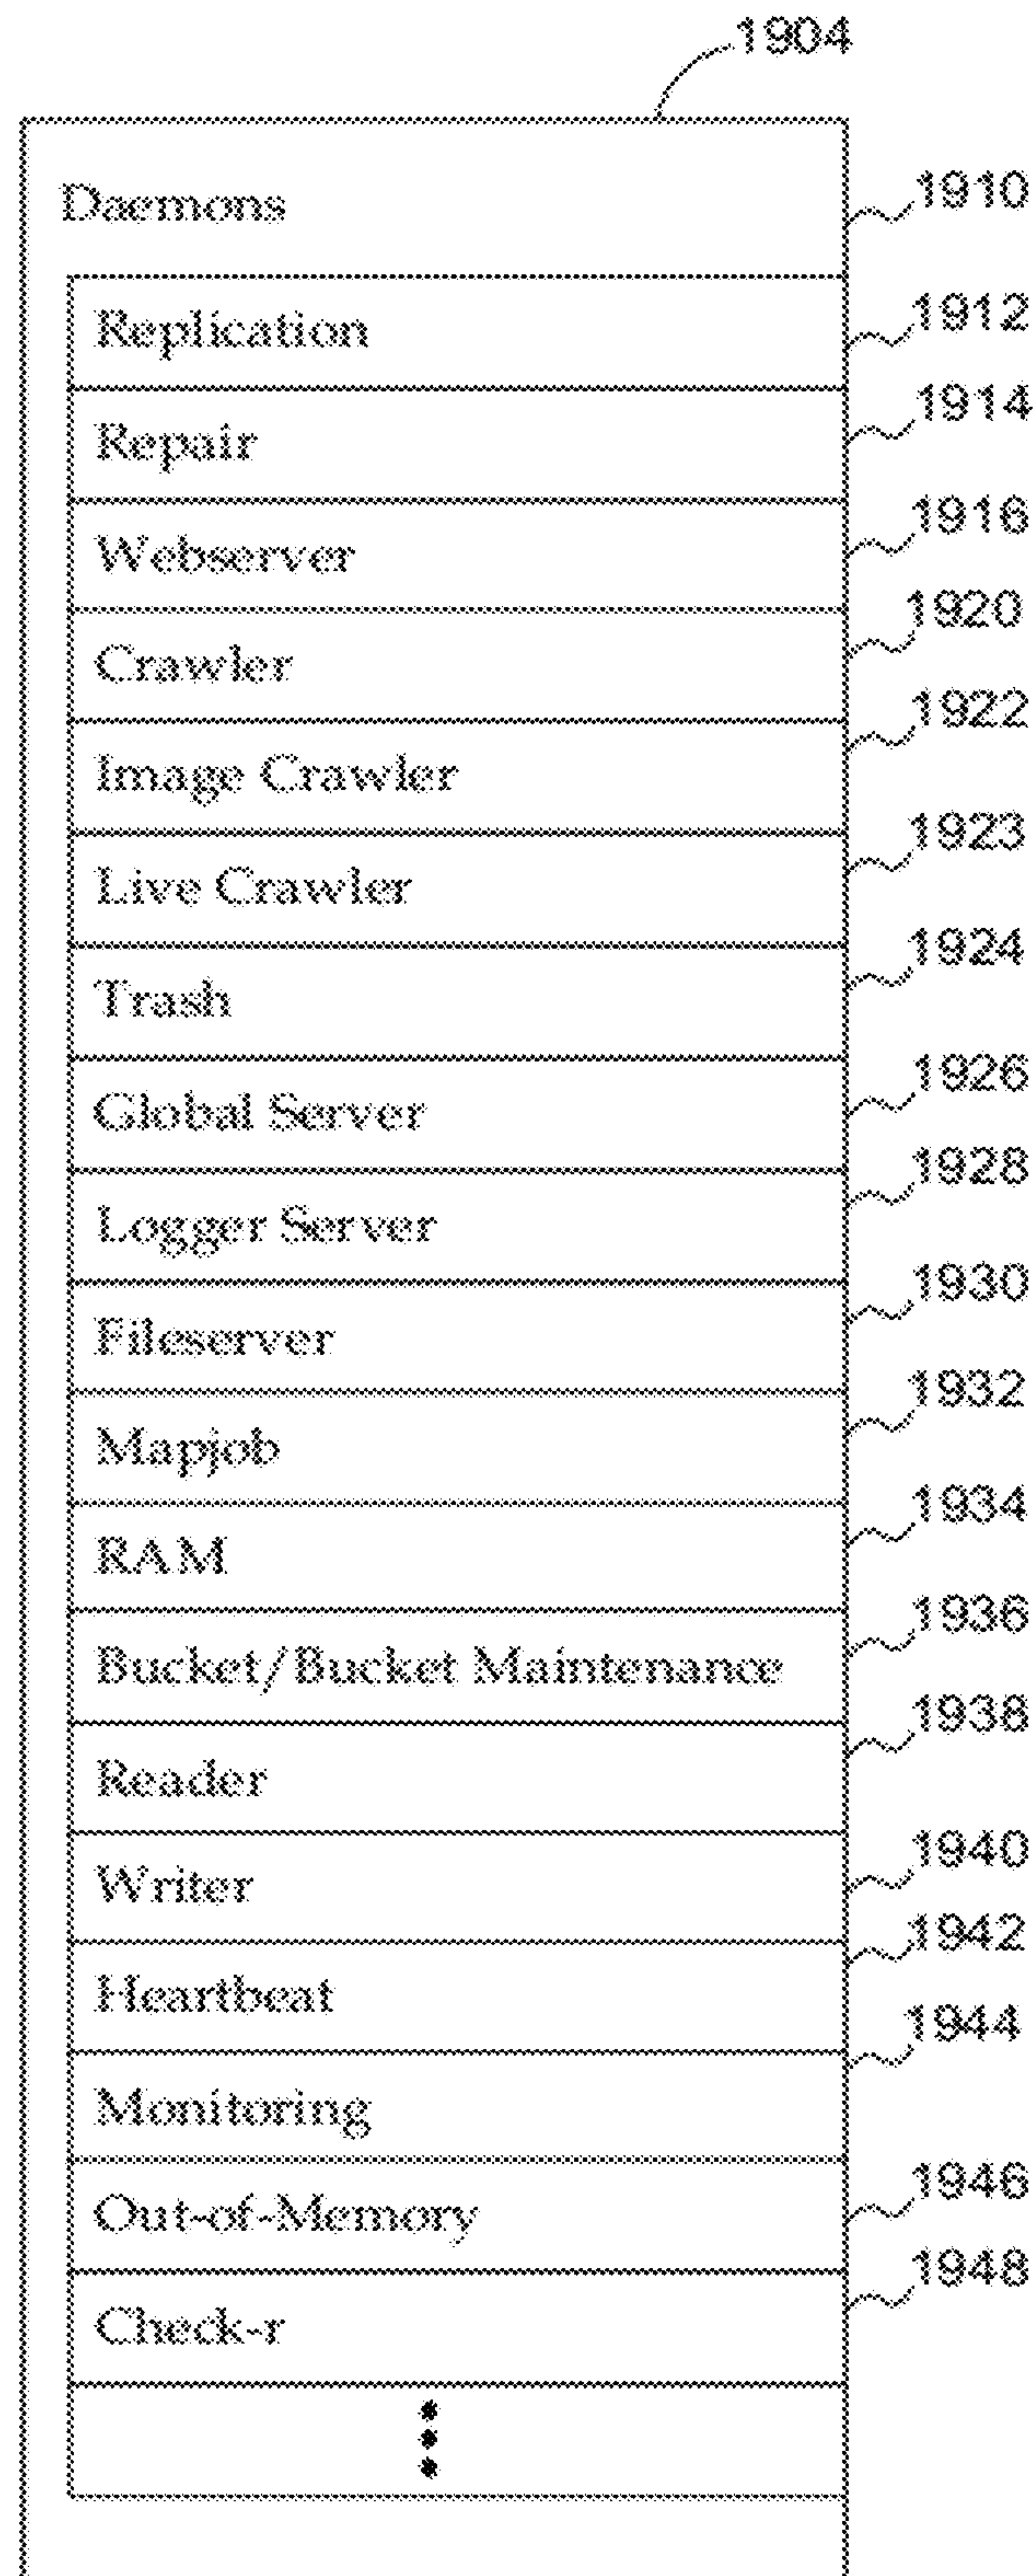 1904
Daemons 1910
Replication 1912
Repair 1914
Webserver 1916
Crawler 1920
Image Crawler 1922
Live Crawler 1923
Trash 1924
Global Server 1926
Logger Server 1928
Fileserver 1930
Mapjob 1932
RAM 1934
Bucket/Bucket Maintenance 1936
Reader 1938
Writer 1940
Heartbeat 1942
Monitoring 1944
Out-of-Memory 1946
Check-r 1948